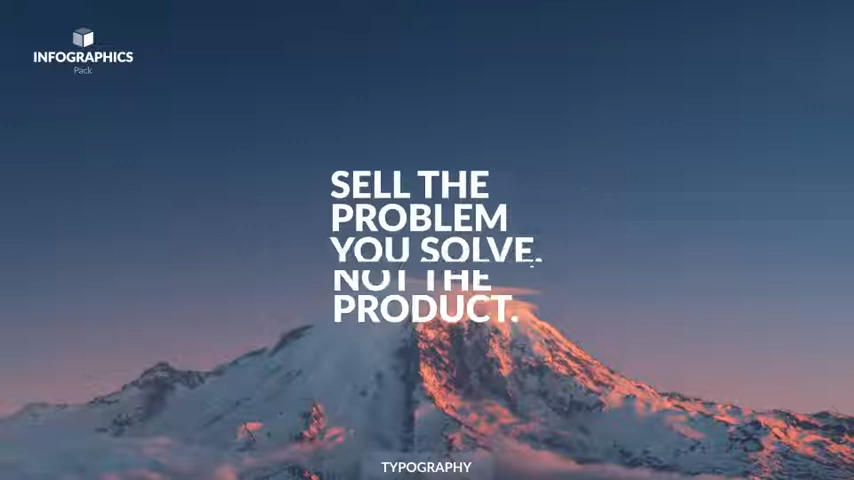 INFOGRAPHICS
Pack
SELL THE
PROBLEM
YOU SOLVE.
NOT THE
PRODUCT.
TYPOGRAPHY